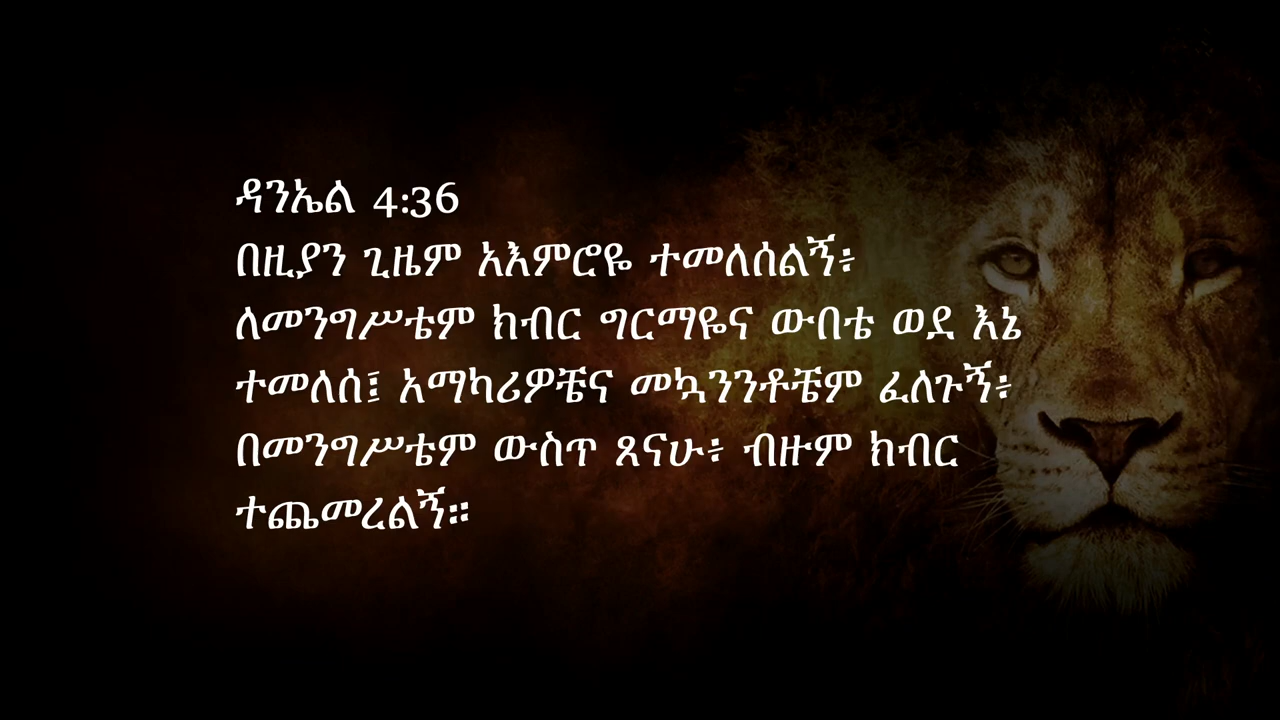 ዳንኤል 4:36
በዚያን ጊዜም አእምሮዬ ተመለሰልኝ፥
ለመንግሥቴም ክብር ግርማዬና ውበቴ ወደ እኔ
ተመለሰ፤ አማካሪዎቼና መኳንንቶቼም ፈለጉኝ፥
በመንግሥቴም ውስጥ ጸናሁ፥ ብዙም ክብር
ተጨመረልኝ።